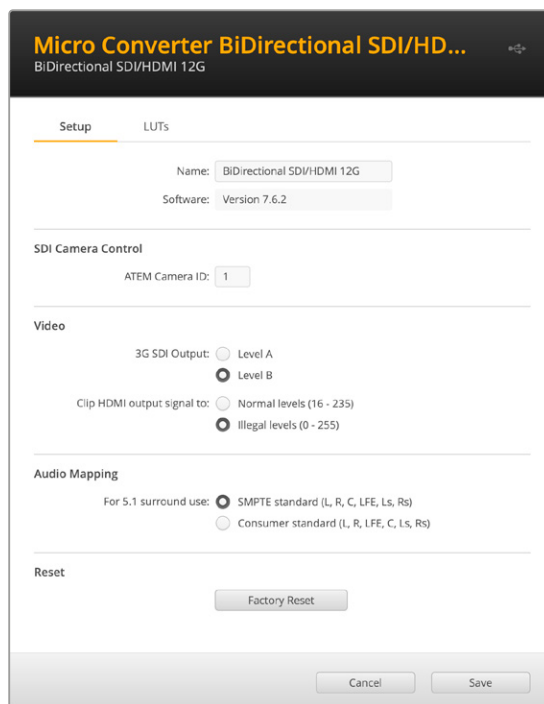 Micro Converter BiDirectional SDI/HD...
BiDirectional SDI/HDMI 12G
Setup LUTs
Name: BiDirectional SDI/HDMI 12G
Software: Version 7.6.2
SDI Camera Control
ATEM Camera ID: 1
Video
3G SDI Output: Level A
Level B
Clip HDMI output signal to: Normal levels (16 - 235)
Illegal levels (0 - 255)
Audio Mapping
For 5.1 surround use: SMPTE standard (L, R, C, LFE, Ls, Rs)
Consumer standard (L, R, LFE, C, Ls, Rs)
Reset
Factory Reset
Cancel Save